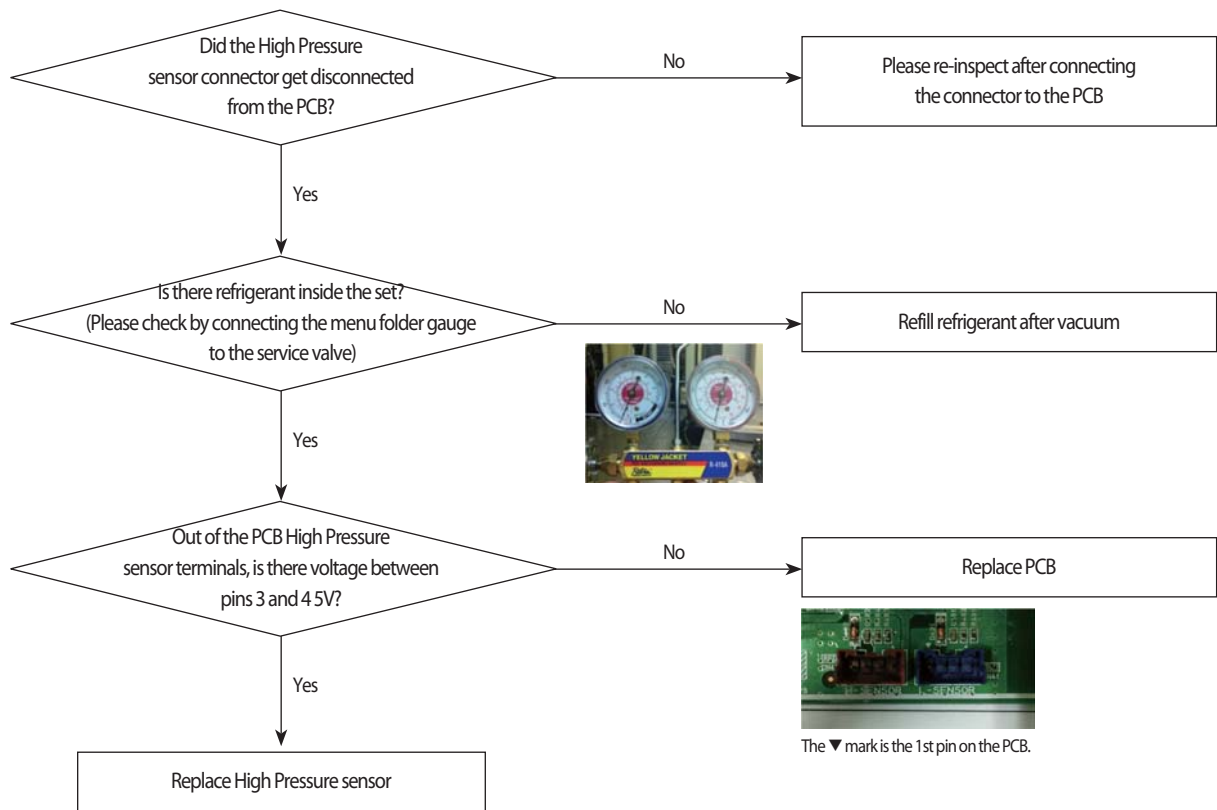 Did the High Pressure
sensor connector get disconnected
from the PCB?
No
Please re-inspect after connecting
the connector to the PCB
Yes
Is there refrigerant inside the set?
(Please check by connecting the menu folder gauge
to the service valve)
No
Refill refrigerant after vacuum
YELLOW JACKET
R-410A
Yes
Out of the PCB High Pressure
sensor terminals, is there voltage between
pins 3 and 4 5V?
No
Replace PCB
H-SENSOR
L-SENSOR
The ▼ mark is the 1st pin on the PCB.
Yes
Replace High Pressure sensor